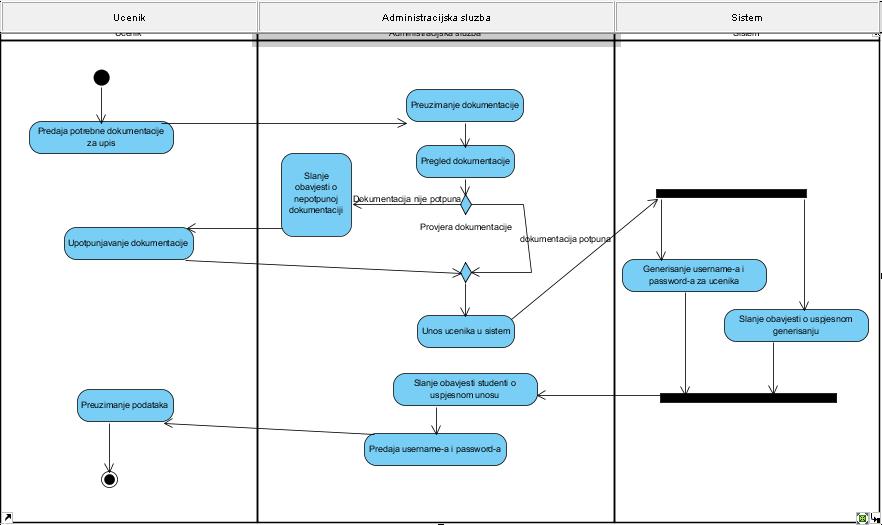 Ucenik
Administracijska sluzba
Sistem
Ucenik
Administracijska sluzba
Sistem
Predaja potrebne dokumentacije
za upis
Preuzimanje dokumentacije
Pregled dokumentacije
Slanje
obavjesti o
nepotpunoj
dokumentaciji
Dokumentacija nije potpuna
Provjera dokumentacije
dokumentacija potpuna
Upotpunjavanje dokumentacije
Generisanje username-a i
password-a za ucenika
Unos ucenika u sistem
Slanje obavjesti o uspjesnom
generisanju
Slanje obavjesti studenti o
uspjesnom unosu
Preuzimanje podataka
Predaja username-a i password-a